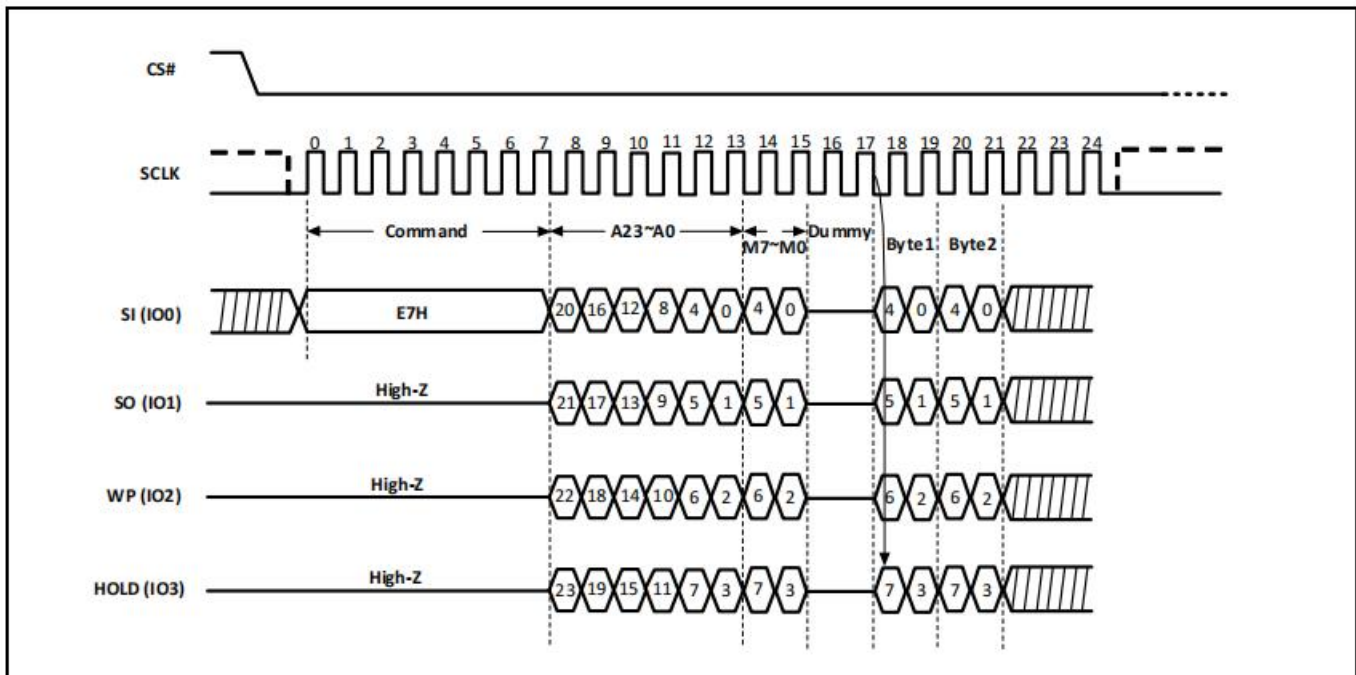 CS#
0 1 2 3 4 5 6 7 8 9 10 11 12 13 14 15 16 17 18 19 20 21 22 23 24
SCLK
Command A23~A0 M7~M0 Dummy Byte1 Byte2
SI (IO0) E7H 20 16 12 8 4 0 4 0 4 0 4 0
SO (IO1) High-Z 21 17 13 9 5 1 5 1 5 1 5 1
WP (IO2) High-Z 22 18 14 10 6 2 6 2 6 2 6 2
HOLD (IO3) High-Z 23 19 15 11 7 3 7 3 7 3 7 3